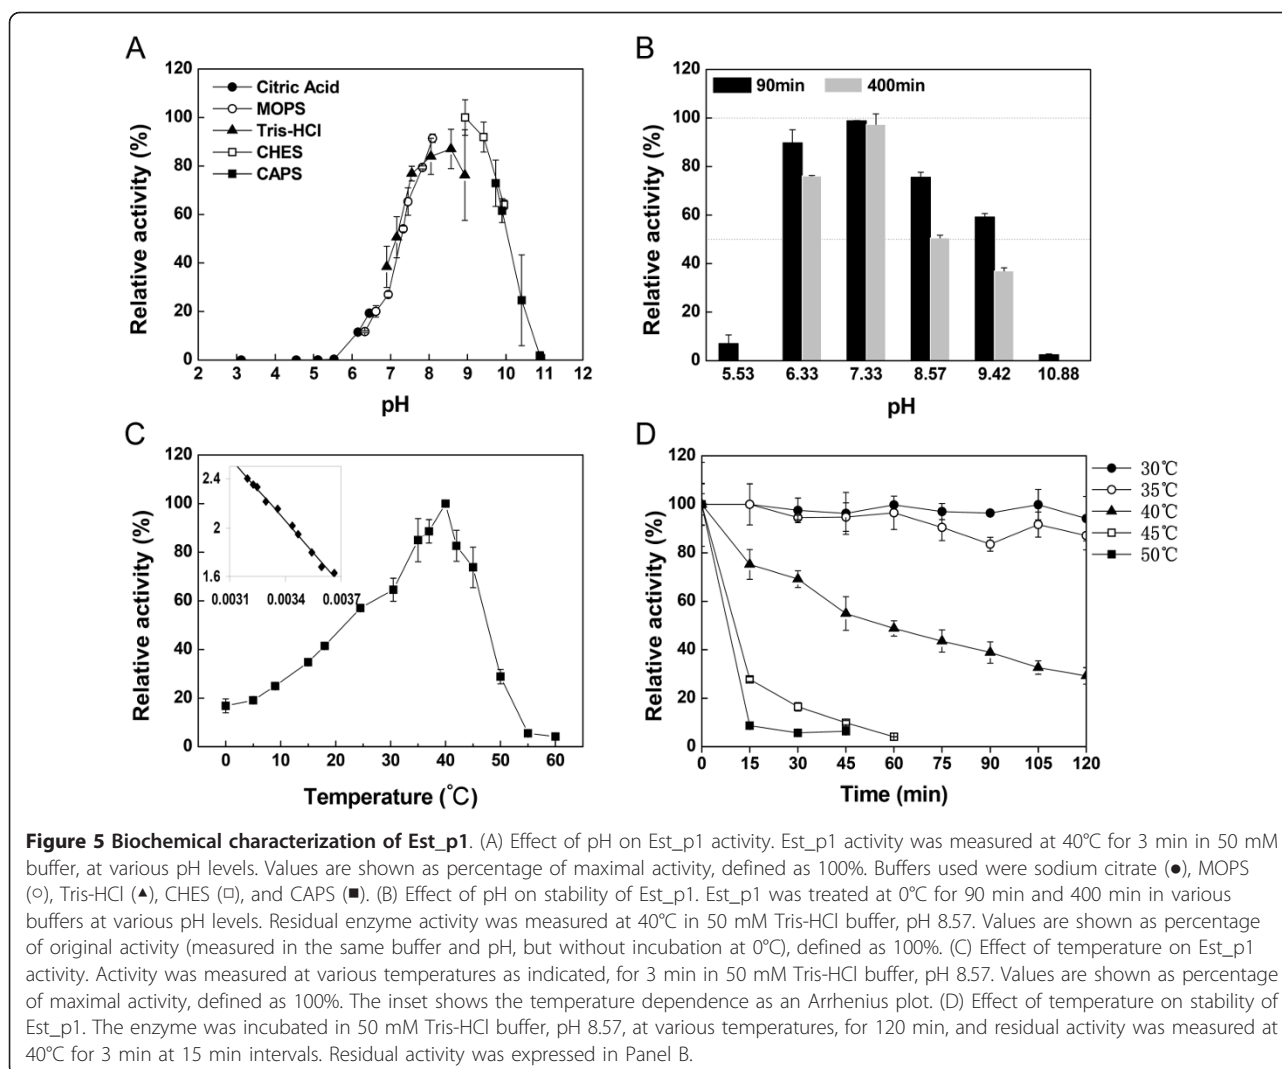 A
120
100
80
60
40
20
0
Relative activity (%)
Citric Acid
MOPS
Tris-HCl
CHES
CAPS
2 3 4 5 6 7 8 9 10 11 12
pH
B
120
100
80
60
40
20
0
Relative activity (%)
90min 400min
5.53 6.33 7.33 8.57 9.42 10.88
pH
C
120
100
80
60
40
20
0
Relative activity (%)
2.4
2
1.6
0.0031 0.0034 0.0037
0 10 20 30 40 50 60
Temperature (°C)
D
120
100
80
60
40
20
0
Relative activity (%)
30℃
35℃
40℃
45℃
50℃
0 15 30 45 60 75 90 105 120
Time (min)
Figure 5 Biochemical characterization of Est_p1. (A) Effect of pH on Est_p1 activity. Est_p1 activity was measured at 40°C for 3 min in 50 mM
buffer, at various pH levels. Values are shown as percentage of maximal activity, defined as 100%. Buffers used were sodium citrate (●), MOPS
(○), Tris-HCl (▲), CHES (□), and CAPS (■). (B) Effect of pH on stability of Est_p1. Est_p1 was treated at 0°C for 90 min and 400 min in various
buffers at various pH levels. Residual enzyme activity was measured at 40°C in 50 mM Tris-HCl buffer, pH 8.57. Values are shown as percentage
of original activity (measured in the same buffer and pH, but without incubation at 0°C), defined as 100%. (C) Effect of temperature on Est_p1
activity. Activity was measured at various temperatures as indicated, for 3 min in 50 mM Tris-HCl buffer, pH 8.57. Values are shown as percentage
of maximal activity, defined as 100%. The inset shows the temperature dependence as an Arrhenius plot. (D) Effect of temperature on stability of
Est_p1. The enzyme was incubated in 50 mM Tris-HCl buffer, pH 8.57, at various temperatures, for 120 min, and residual activity was measured at
40°C for 3 min at 15 min intervals. Residual activity was expressed in Panel B.